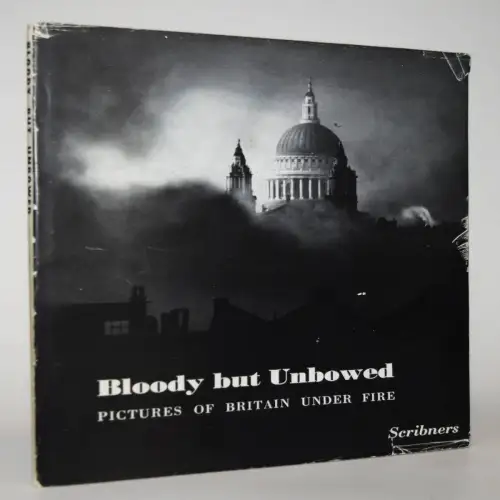 BLOODY BUT UNBOWED
Bloody but Unbowed
PICTURES OF BRITAIN UNDER FIRE
Scribners